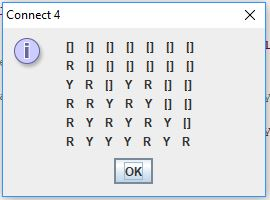 Connect 4
[] [] [] [] [] [] []
R [] [] [] [] [] []
Y R [] Y R [] []
R R Y R Y [] []
R Y Y Y R Y []
R Y Y Y R Y R
OK